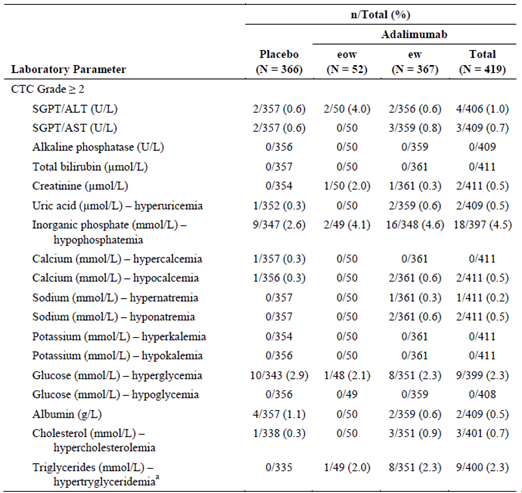 n/Total (%)
Adalimumab
Placebo eow ew Total
Laboratory Parameter (N = 366) (N = 52) (N = 367) (N = 419)
CTC Grade ≥ 2
SGPT/ALT (U/L) 2/357 (0.6) 2/50 (4.0) 2/356 (0.6) 4/406 (1.0)
SGPT/AST (U/L) 2/357 (0.6) 0/50 3/359 (0.8) 3/409 (0.7)
Alkaline phosphatase (U/L) 0/356 0/50 0/359 0/409
Total bilirubin (μmol/L) 0/357 0/50 0/361 0/411
Creatinine (μmol/L) 0/354 1/50 (2.0) 1/361 (0.3) 2/411 (0.5)
Uric acid (μmol/L) – hyperuricemia 1/352 (0.3) 0/50 2/359 (0.6) 2/409 (0.5)
Inorganic phosphate (mmol/L) – 9/347 (2.6) 2/49 (4.1) 16/348 (4.6) 18/397 (4.5)
hypophosphatemia
Calcium (mmol/L) – hypercalcemia 1/357 (0.3) 0/50 0/361 0/411
Calcium (mmol/L) – hypocalcemia 1/356 (0.3) 0/50 2/361 (0.6) 2/411 (0.5)
Sodium (mmol/L) – hypernatremia 0/357 0/50 1/361 (0.3) 1/411 (0.2)
Sodium (mmol/L) – hyponatremia 0/357 0/50 2/361 (0.6) 2/411 (0.5)
Potassium (mmol/L) – hyperkalemia 0/354 0/50 0/361 0/411
Potassium (mmol/L) – hypokalemia 0/356 0/50 0/361 0/411
Glucose (mmol/L) – hyperglycemia 10/343 (2.9) 1/48 (2.1) 8/351 (2.3) 9/399 (2.3)
Glucose (mmol/L) – hypoglycemia 0/356 0/49 0/359 0/408
Albumin (g/L) 4/357 (1.1) 0/50 2/359 (0.6) 2/409 (0.5)
Cholesterol (mmol/L) – 1/338 (0.3) 0/50 3/351 (0.9) 3/401 (0.7)
hypercholesterolemia
Triglycerides (mmol/L) – 0/335 1/49 (2.0) 8/351 (2.3) 9/400 (2.3)
hypertryglyceridemiaᵃ